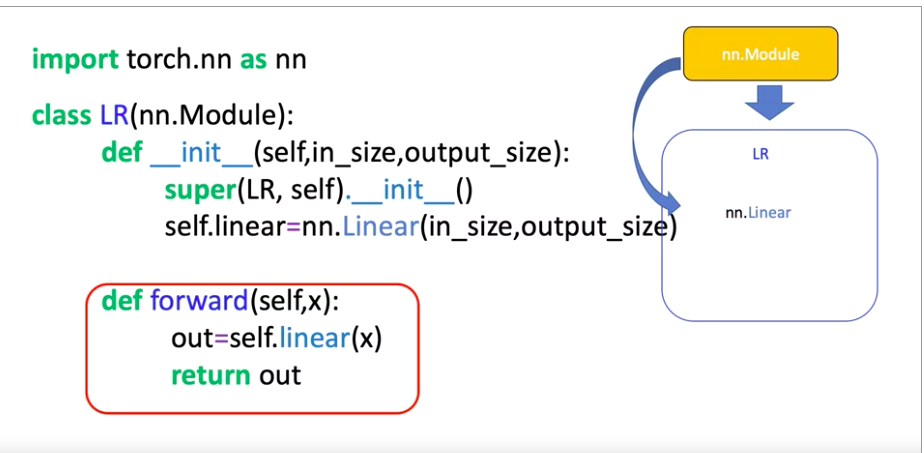 import torch.nn as nn
class LR(nn.Module):
def __init__(self,in_size,output_size):
super(LR, self).__init__()
self.linear=nn.Linear(in_size,output_size)
def forward(self,x):
out=self.linear(x)
return out
nn.Module
LR
nn.Linear